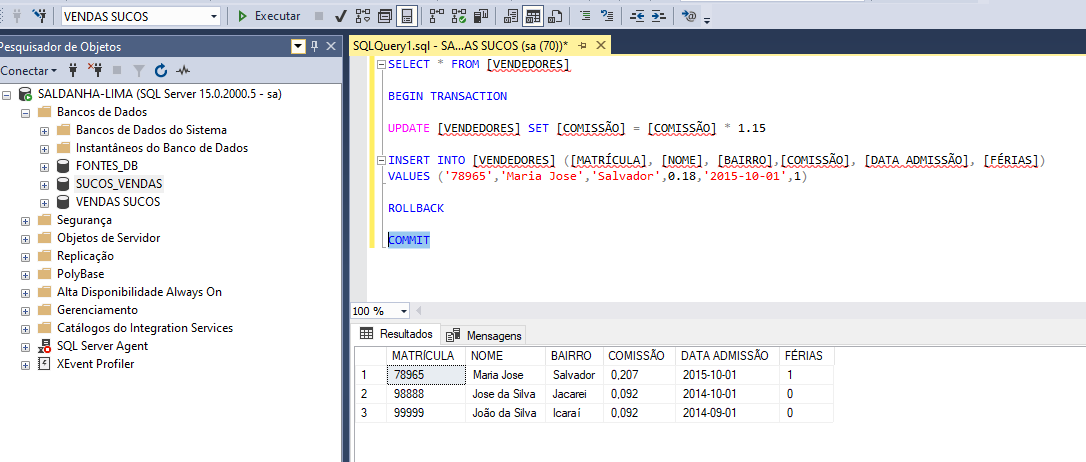 VENDAS SUCOS
Executar
Pesquisador de Objetos
Conectar
SALDANHA-LIMA (SQL Server 15.0.2000.5 - sa)
Bancos de Dados
Bancos de Dados do Sistema
Instantâneos do Banco de Dados
FONTES_DB
SUCOS_VENDAS
VENDAS SUCOS
Segurança
Objetos de Servidor
Replicação
PolyBase
Alta Disponibilidade Always On
Gerenciamento
Catálogos do Integration Services
SQL Server Agent
XEvent Profiler
SQLQuery1.sql - SA...AS SUCOS (sa (70))*
SELECT * FROM [VENDEDORES]
BEGIN TRANSACTION
UPDATE [VENDEDORES] SET [COMISSÃO] = [COMISSÃO] * 1.15
INSERT INTO [VENDEDORES] ([MATRÍCULA], [NOME], [BAIRRO],[COMISSÃO], [DATA ADMISSÃO], [FÉRIAS])
VALUES ('78965','Maria Jose','Salvador',0.18,'2015-10-01',1)
ROLLBACK
COMMIT
100 %
Resultados Mensagens
MATRÍCULA NOME BAIRRO COMISSÃO DATA ADMISSÃO FÉRIAS
1 78965 Maria Jose Salvador 0,207 2015-10-01 1
2 98888 Jose da Silva Jacarei 0,092 2014-10-01 0
3 99999 João da Silva Icaraí 0,092 2014-09-01 0